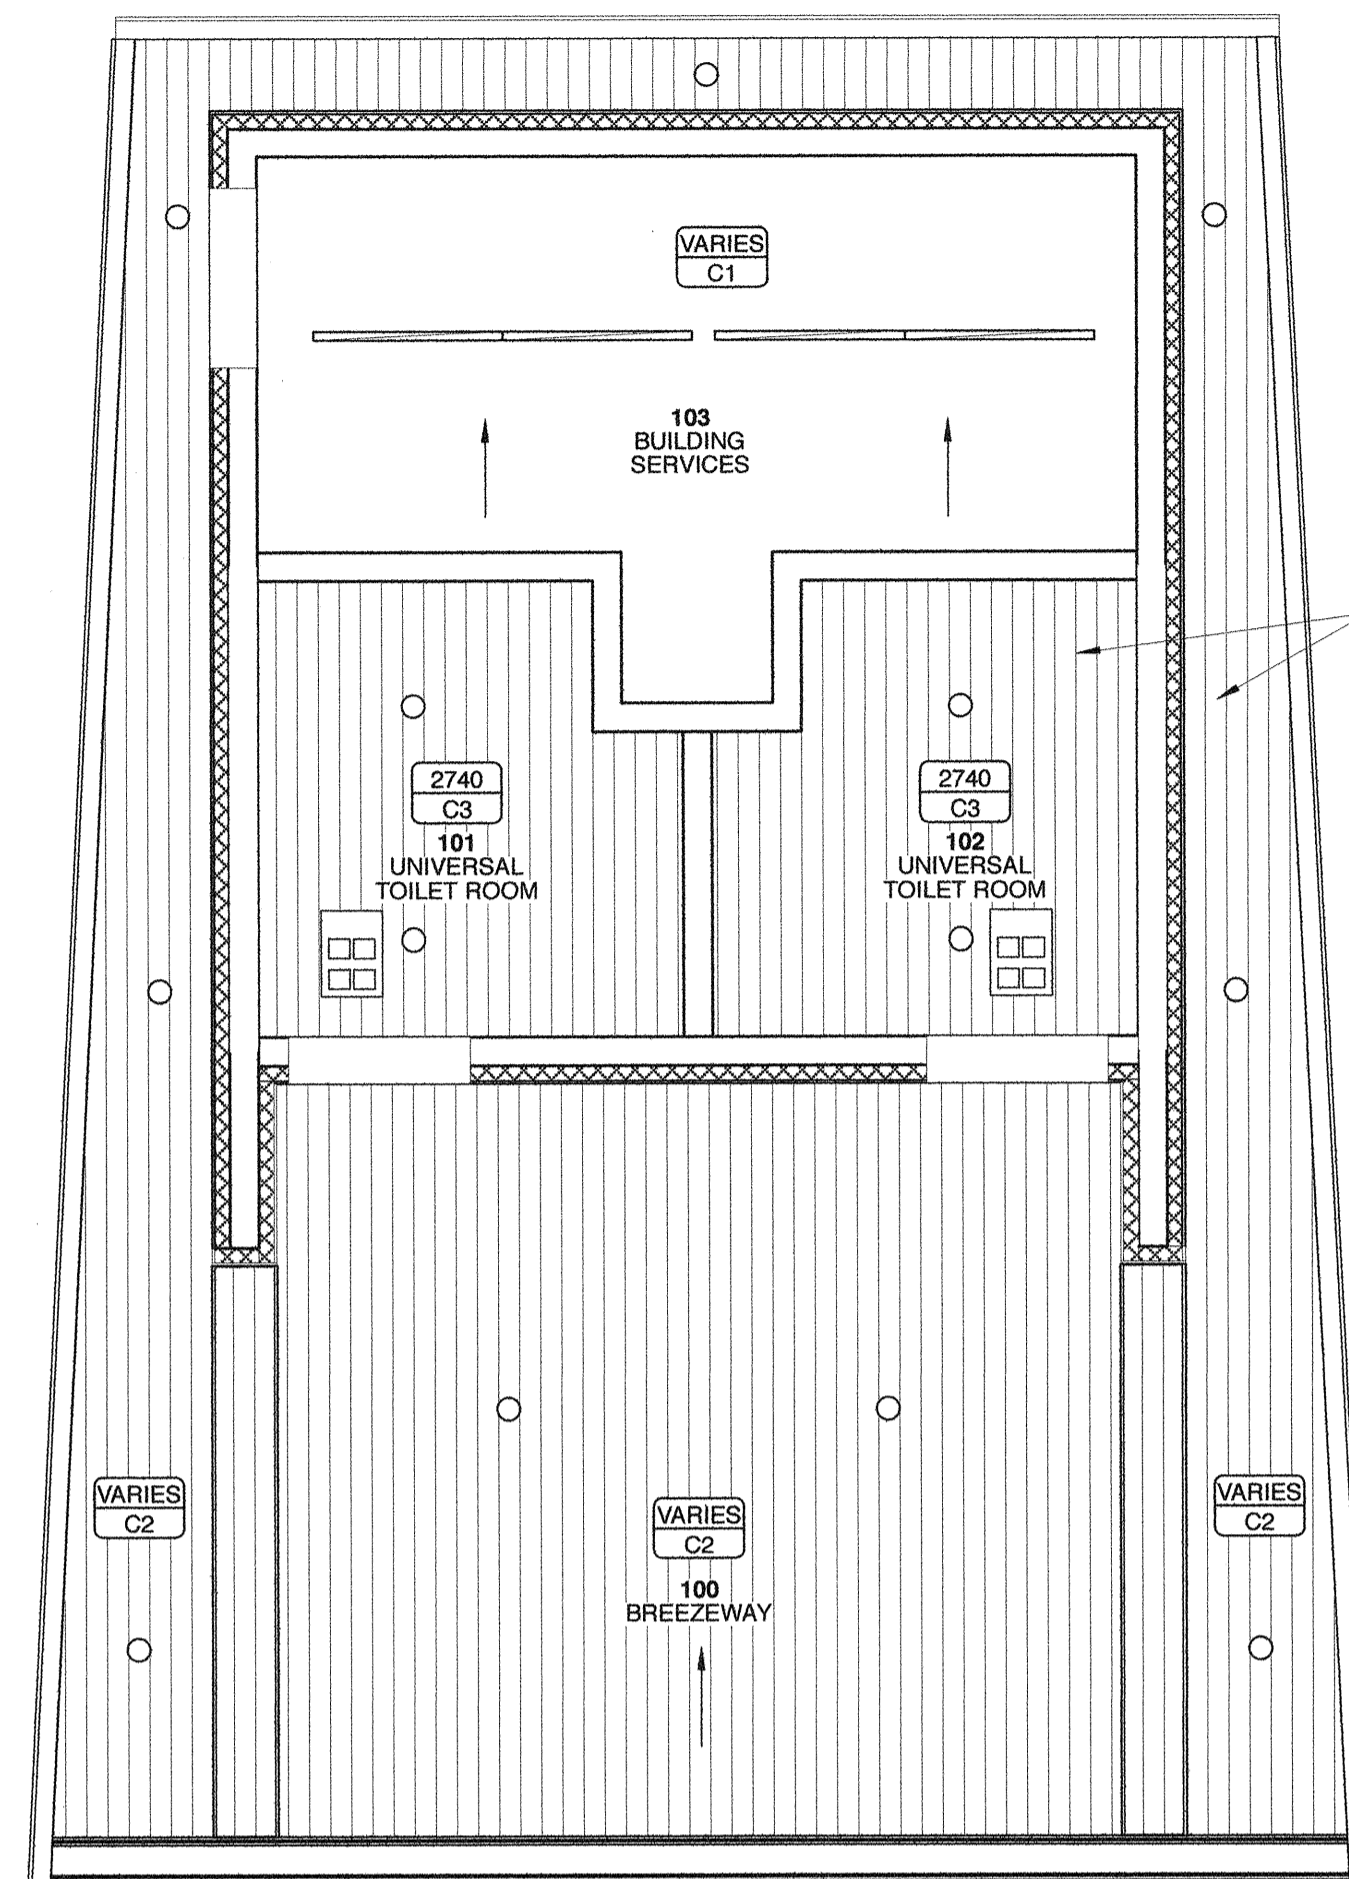 VARIES
C1
103
BUILDING
SERVICES
2740
C3
101
UNIVERSAL
TOILET ROOM
2740
C3
102
UNIVERSAL
TOILET ROOM
VARIES
C2
VARIES
C2
100
BREEZEWAY
VARIES
C2